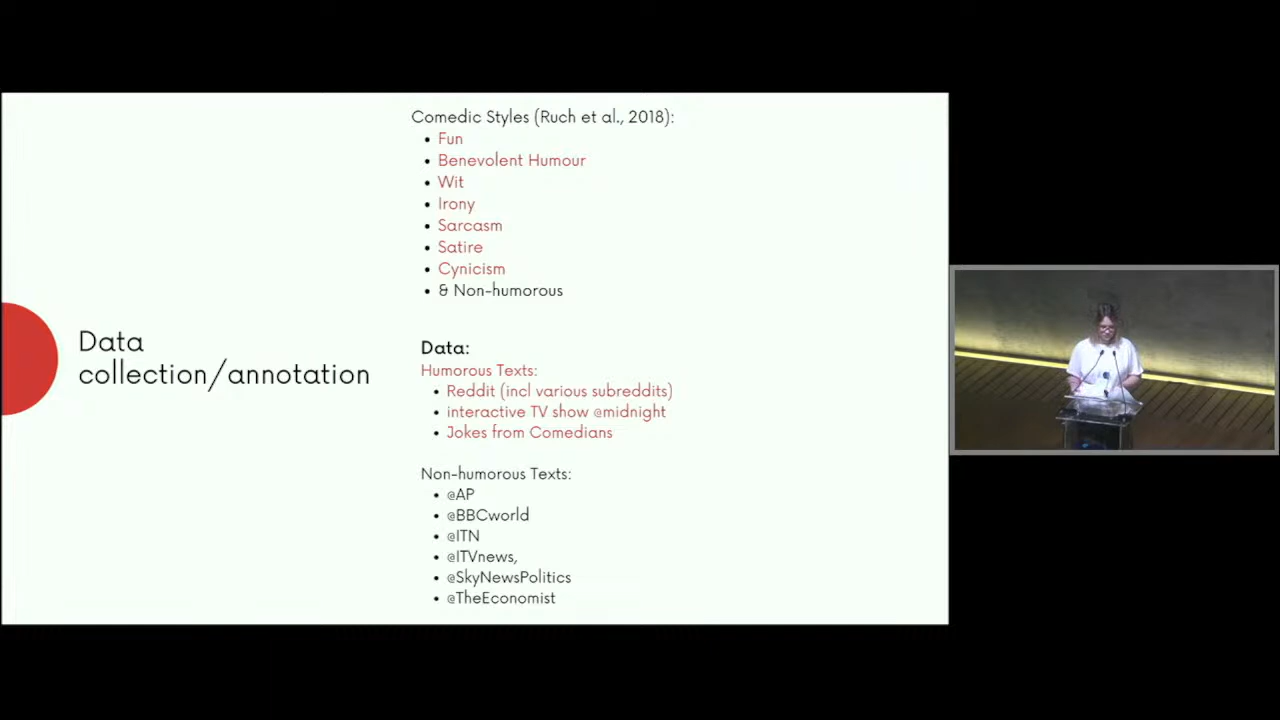 Data
collection/annotation
Comedic Styles (Ruch et al., 2018):
• Fun
• Benevolent Humour
• Wit
• Irony
• Sarcasm
• Satire
• Cynicism
• & Non-humorous
Data:
Humorous Texts:
• Reddit (incl various subreddits)
• interactive TV show @midnight
• Jokes from Comedians
Non-humorous Texts:
• @AP
• @BBCworld
• @ITN
• @ITVnews,
• @SkyNewsPolitics
• @TheEconomist